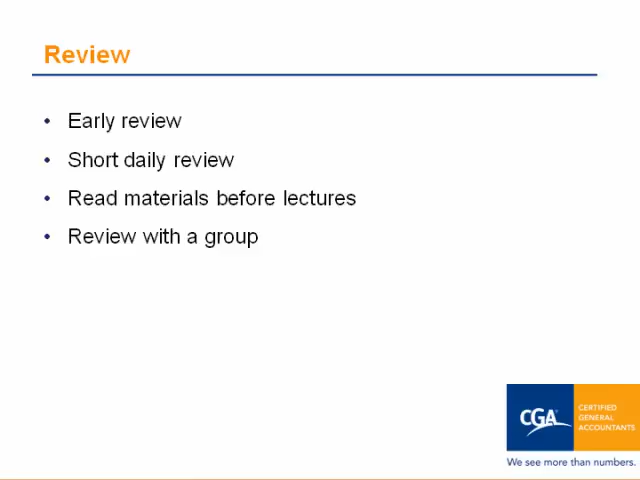 Review
• Early review
• Short daily review
• Read materials before lectures
• Review with a group
CGA
CERTIFIED
GENERAL
ACCOUNTANTS
We see more than numbers.